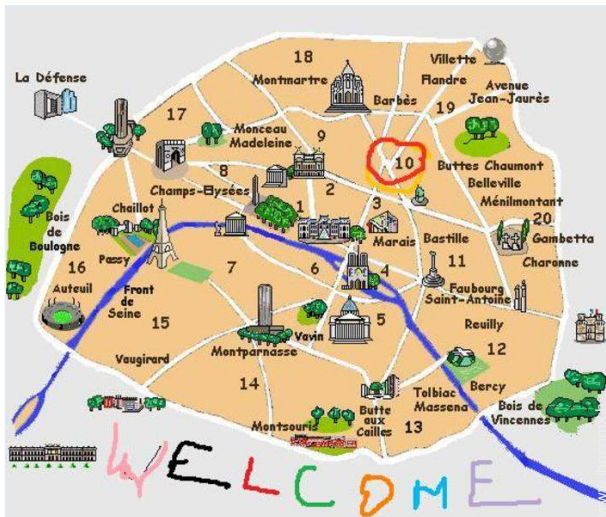 18
La Défense
Montmartre
Villette
Flandre
Barbès
19
Avenue
Jean-Jaurès
17
Monceau
Madeleine
9
10
8
Champs-Elysées
2
Buttes Chaumont
Belleville
Ménilmontant
1
3
20
Chaillot
Marais
Bastille
Gambetta
Bois
de
Boulogne
Passy
16
7
6
4
11
Charonne
Auteuil
Front
de
Seine
Faubourg
Saint-Antoine
15
5
Reuilly
Vavin
Vaugirard
Montparnasse
12
14
Bercy
Tolbiac
Massena
Butte
aux
Cailles
13
Montsouris
Bois de
Vincennes
WELCOME